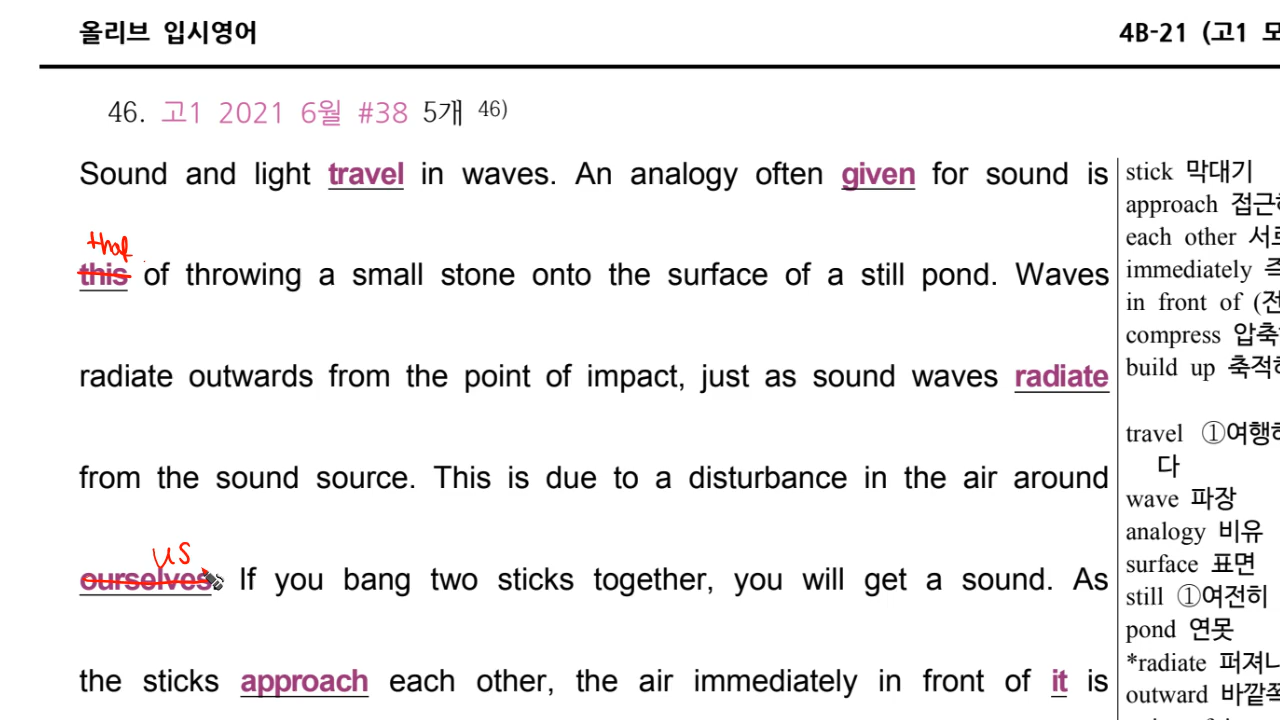 올리브 입시영어
4B-21 (고1 모
46. 고1 2021 6월 #38 5개 46)
Sound and light travel in waves. An analogy often given for sound is
that
this of throwing a small stone onto the surface of a still pond. Waves
radiate outwards from the point of impact, just as sound waves radiate
from the sound source. This is due to a disturbance in the air around
us
ourselves. If you bang two sticks together, you will get a sound. As
the sticks approach each other, the air immediately in front of it is
stick 막대기
approach 접근
each other 서로
immediately
in front of (전
compress 압축
build up 축적
travel ①여행하
다
wave 파장
analogy 비유
surface 표면
still ①여전히
pond 연못
*radiate 퍼져나
outward 바깥쪽